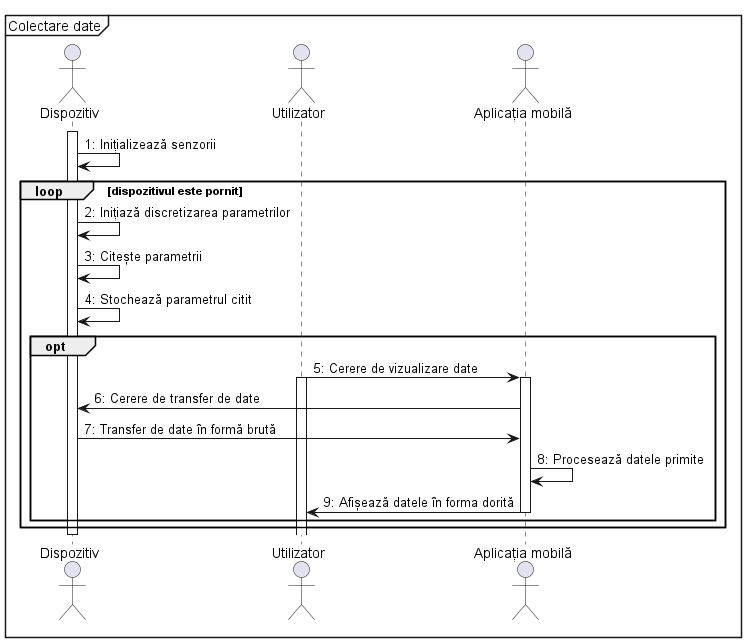 Colectare date
Dispozitiv
Utilizator
Aplicația mobilă
1: Inițializează senzorii
loop
[dispozitivul este pornit]
2: Inițiază discretizarea parametrilor
3: Citește parametrii
4: Stochează parametrul citit
opt
5: Cerere de vizualizare date
6: Cerere de transfer de date
7: Transfer de date în formă brută
8: Procesează datele primite
9: Afișează datele în forma dorită
Dispozitiv
Utilizator
Aplicația mobilă